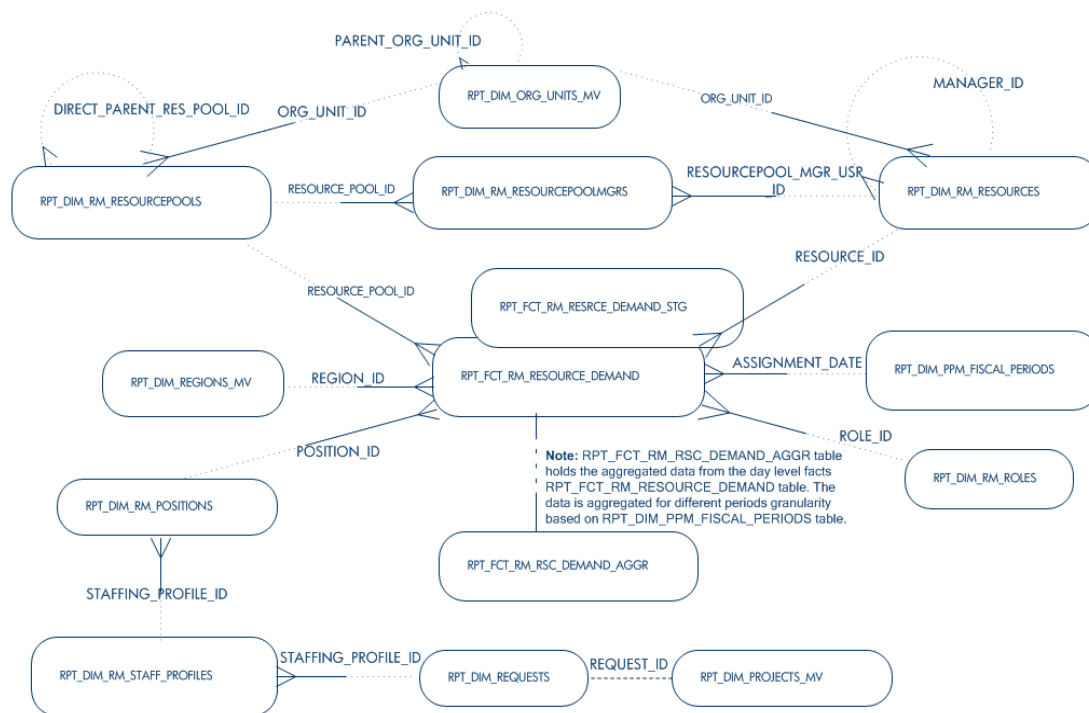 PARENT_ORG_UNIT_ID
RPT_DIM_ORG_UNITS_MV
MANAGER_ID
DIRECT_PARENT_RES_POOL_ID
ORG_UNIT_ID
ORG_UNIT_ID
RPT_DIM_RM_RESOURCEPOOLS
RESOURCE_POOL_ID
RPT_DIM_RM_RESOURCEPOOLMGRS
RESOURCEPOOL_MGR_USR
_ID
RPT_DIM_RM_RESOURCES
RESOURCE_ID
RESOURCE_POOL_ID
RPT_FCT_RM_RESRCE_DEMAND_STG
RPT_DIM_REGIONS_MV
REGION_ID
RPT_FCT_RM_RESOURCE_DEMAND
ASSIGNMENT_DATE
RPT_DIM_PPM_FISCAL_PERIODS
POSITION_ID
ROLE_ID
Note: RPT_FCT_RM_RSC_DEMAND_AGGR table
holds the aggregated data from the day level facts
RPT_FCT_RM_RESOURCE_DEMAND table. The
data is aggregated for different periods granularity
based on RPT_DIM_PPM_FISCAL_PERIODS table.
RPT_DIM_RM_ROLES
RPT_DIM_RM_POSITIONS
RPT_FCT_RM_RSC_DEMAND_AGGR
STAFFING_PROFILE_ID
RPT_DIM_RM_STAFF_PROFILES
STAFFING_PROFILE_ID
RPT_DIM_REQUESTS
REQUEST_ID
RPT_DIM_PROJECTS_MV